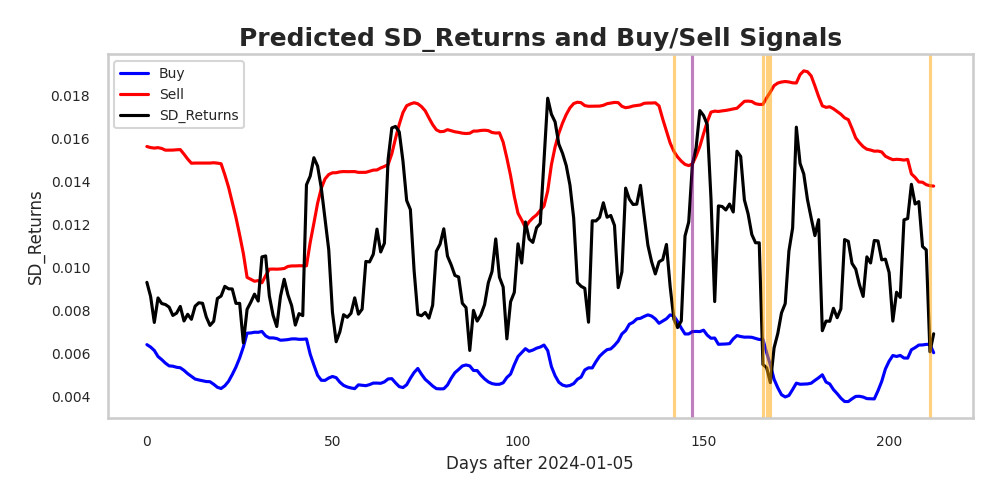 Predicted SD_Returns and Buy/Sell Signals
Buy
Sell
SD_Returns
SD_Returns
0.018
0.016
0.014
0.012
0.010
0.008
0.006
0.004
0
50
100
150
200
Days after 2024-01-05